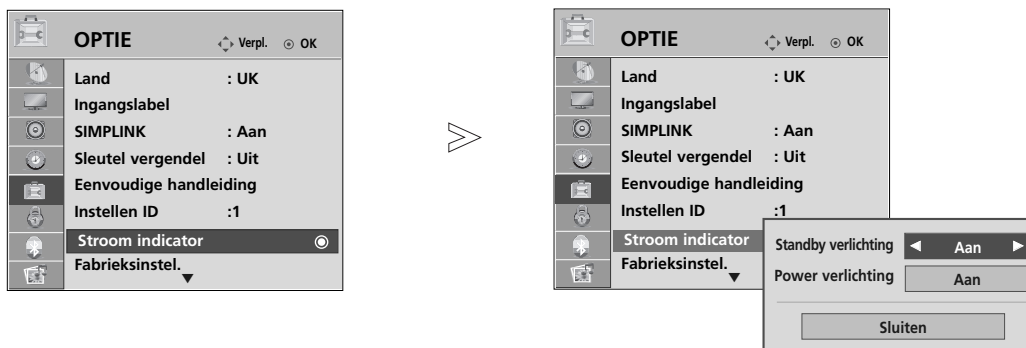 OPTIE Verpl. OK
Land : UK
Ingangslabel
SIMPLINK : Aan
Sleutel vergendel : Uit
Eenvoudige handleiding
Instellen ID :1
Stroom indicator
Fabrieksinstel.
OPTIE Verpl. OK
Land : UK
Ingangslabel
SIMPLINK : Aan
Sleutel vergendel : Uit
Eenvoudige handleiding
Instellen ID :1
Stroom indicator
Fabrieksinstel.
Standby verlichting Aan
Power verlichting Aan
Sluiten